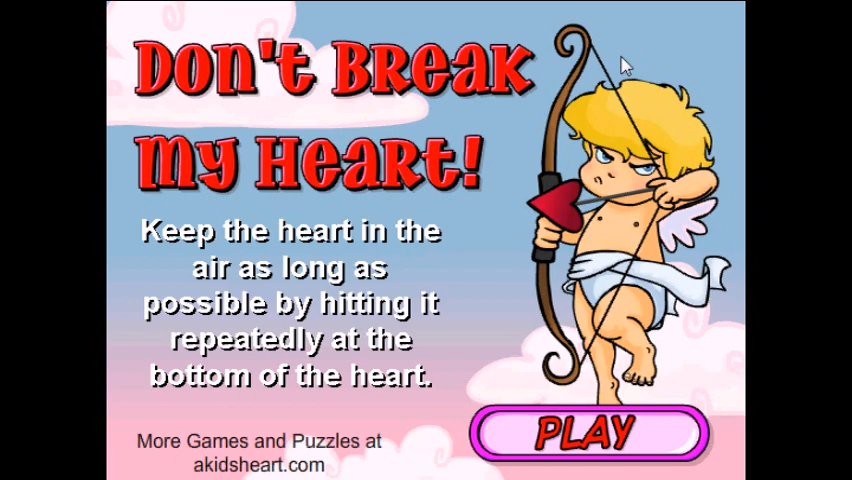 Don't Break
My Heart!
Keep the heart in the
air as long as
possible by hitting it
repeatedly at the
bottom of the heart.
More Games and Puzzles at
akidsheart.com
PLAY